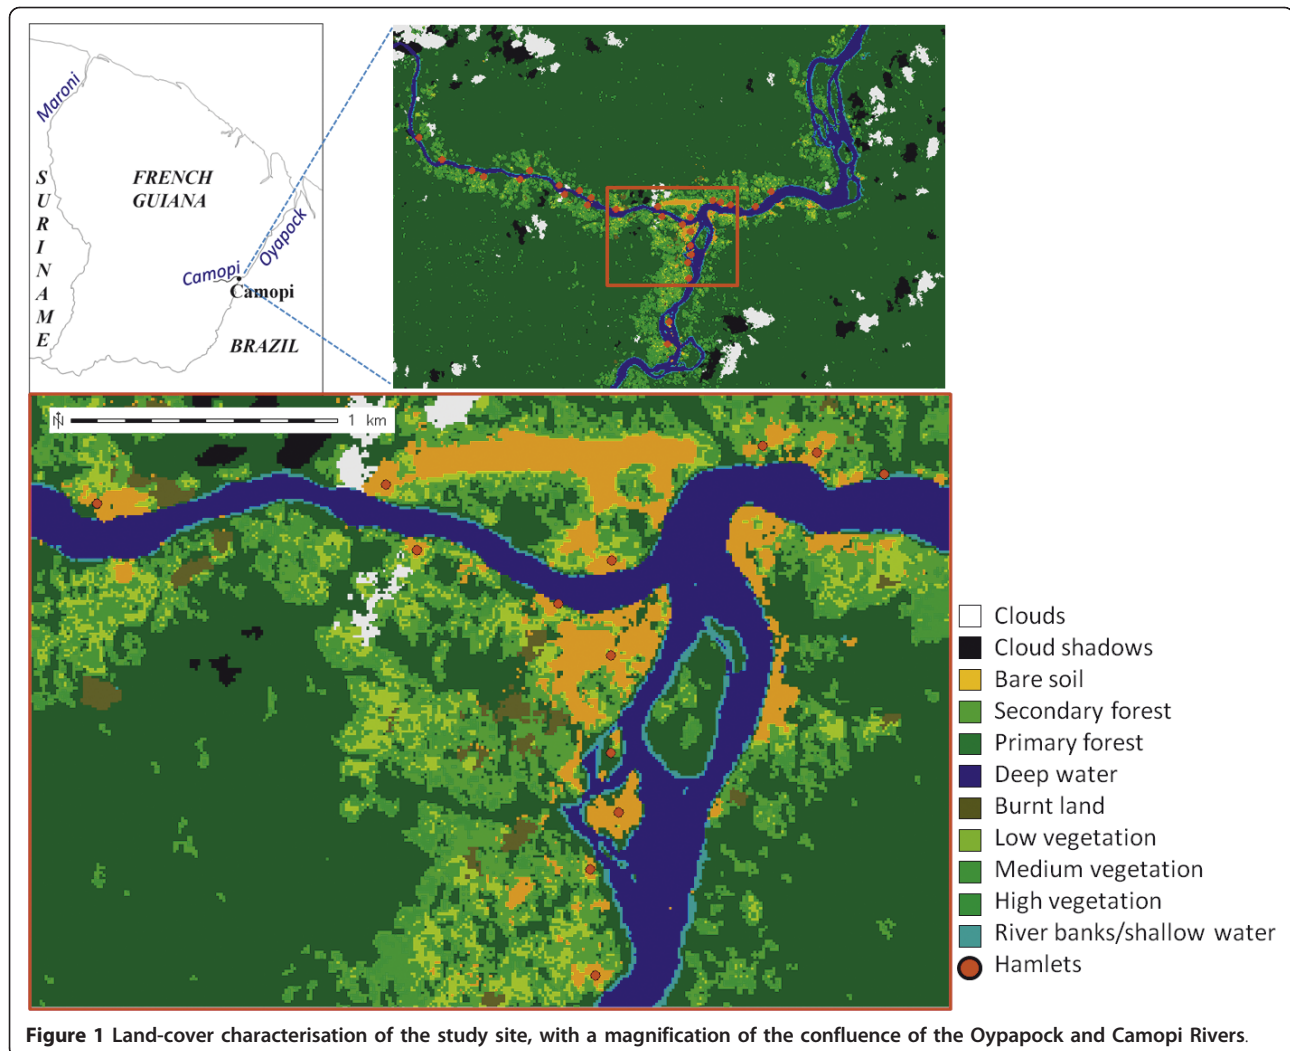 Maroni
SURINAME
FRENCH
GUIANA
Oyapock
Camopi
Camopi
BRAZIL
N
1 km
Clouds
Cloud shadows
Bare soil
Secondary forest
Primary forest
Deep water
Burnt land
Low vegetation
Medium vegetation
High vegetation
River banks/shallow water
Hamlets
Figure 1 Land-cover characterisation of the study site, with a magnification of the confluence of the Oypapock and Camopi Rivers.